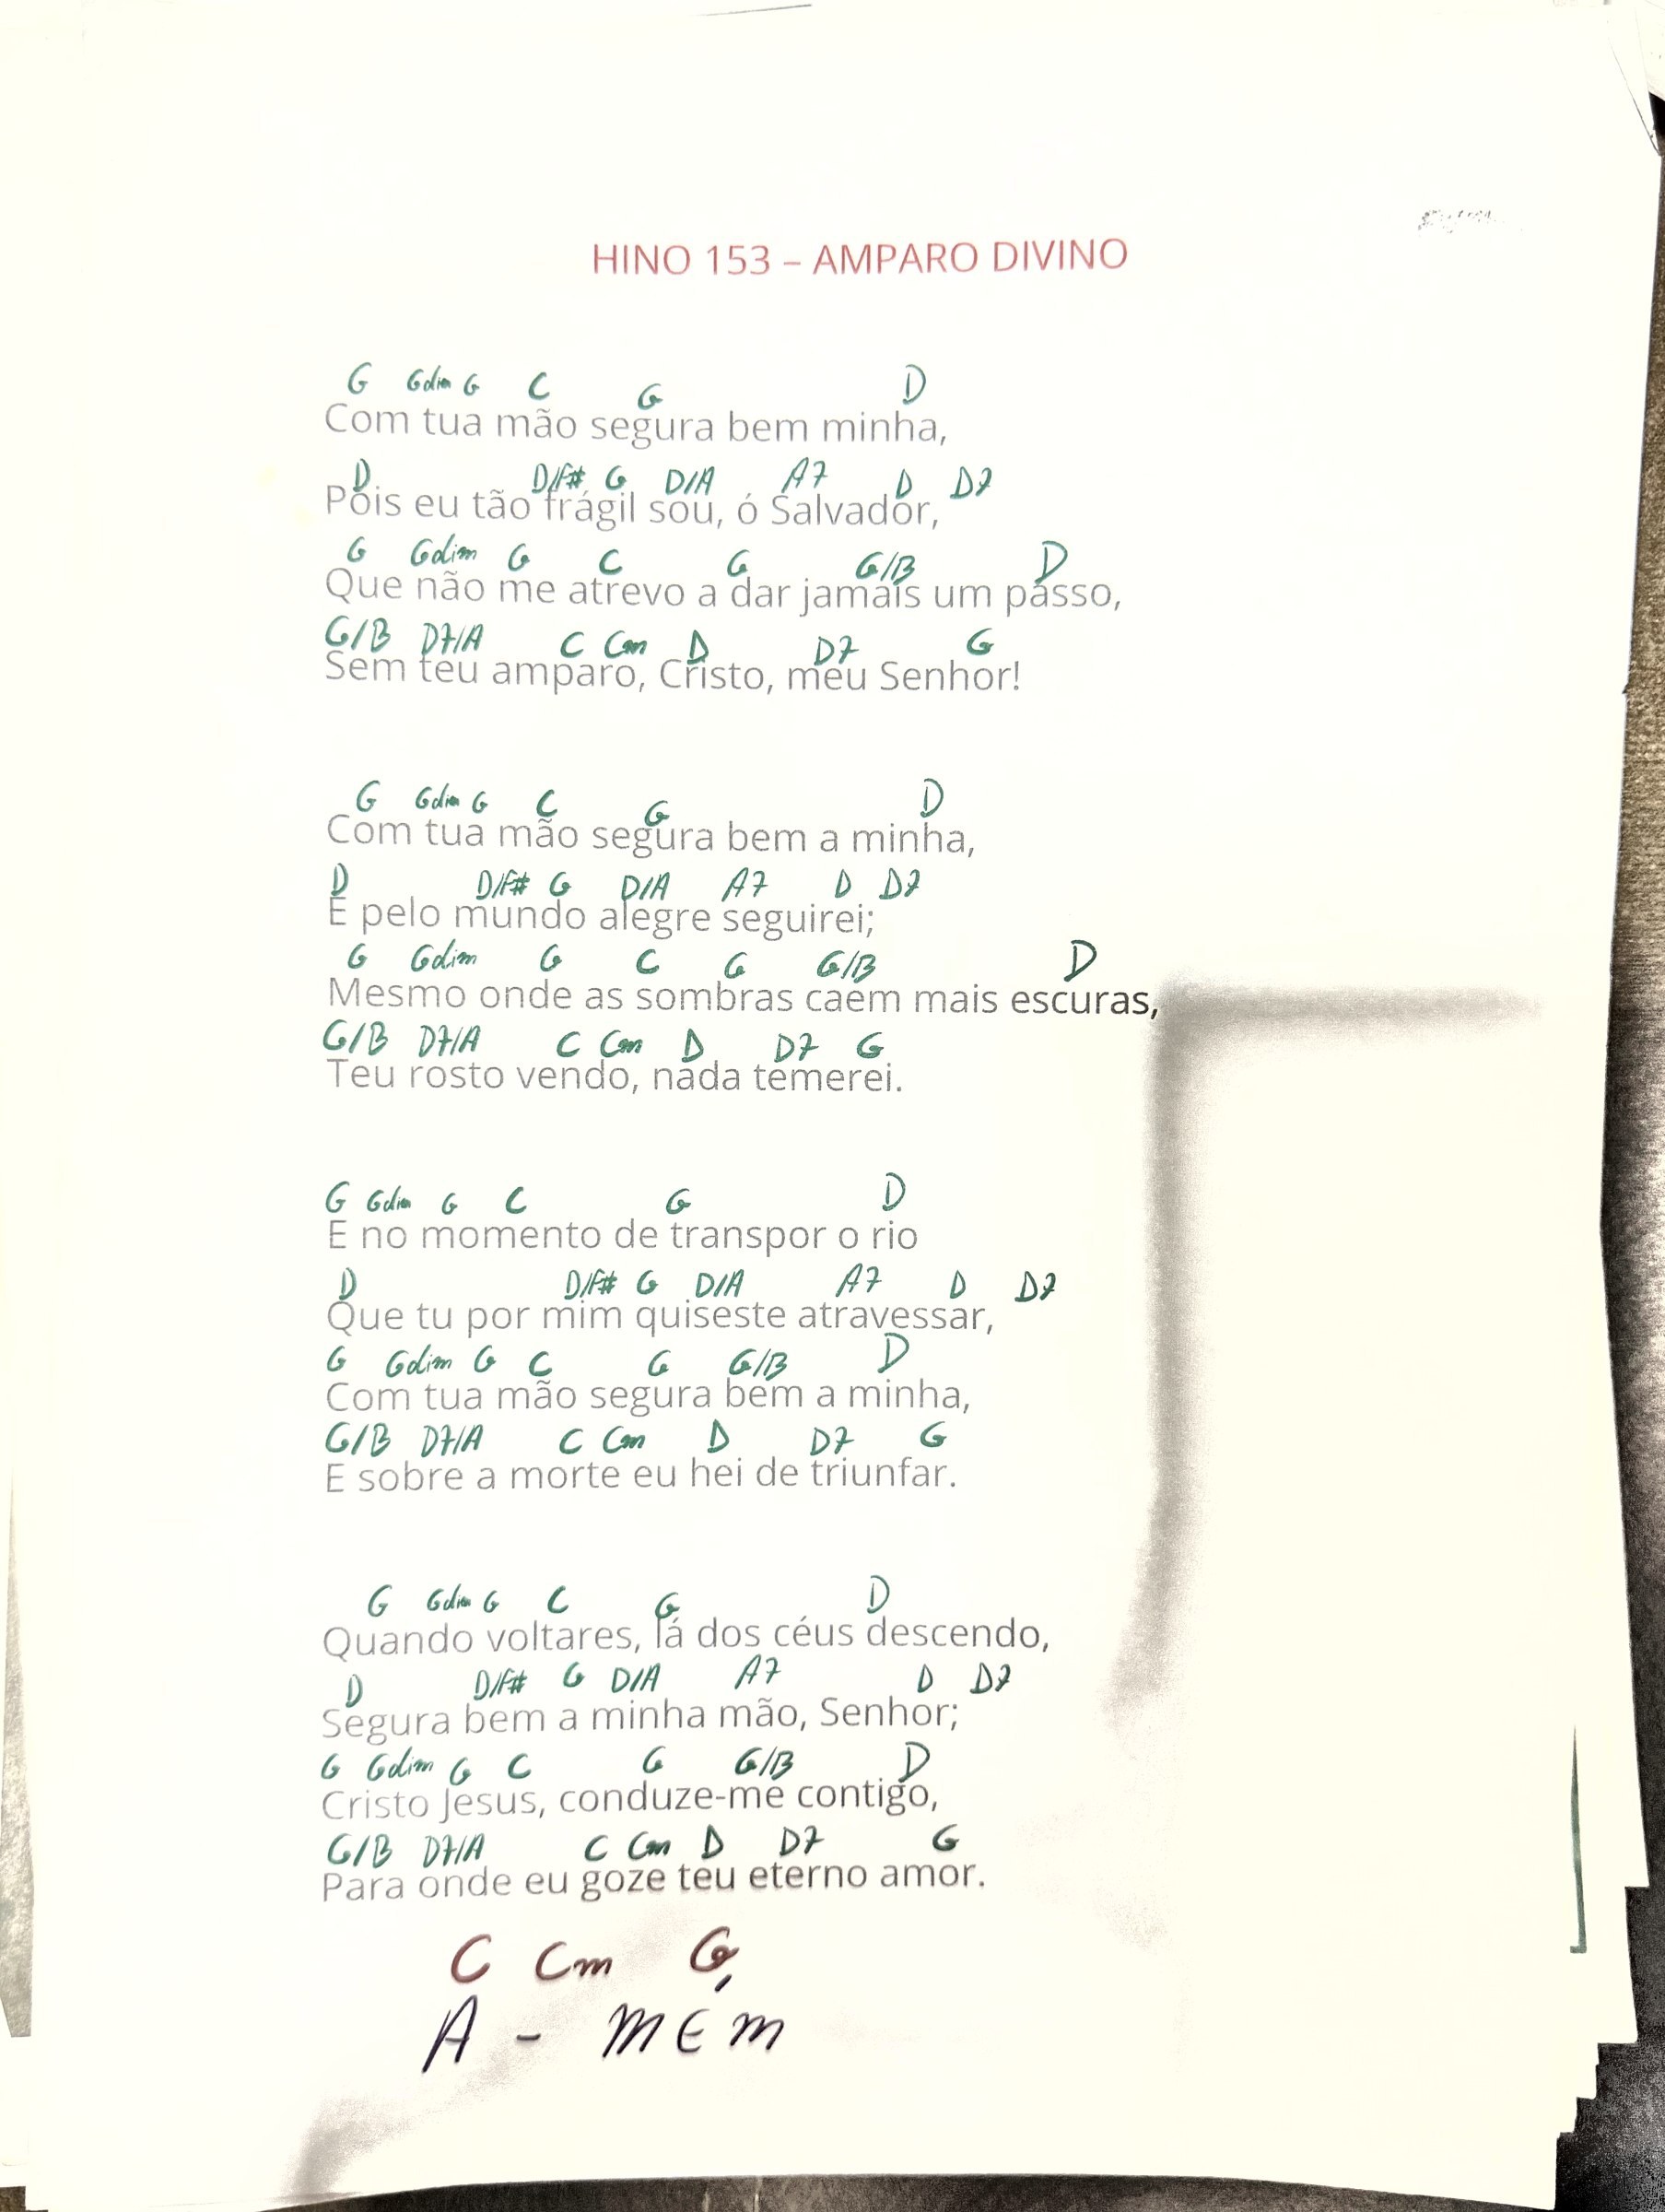 HINO 153 – AMPARO DIVINO
G Gdim G C G D
Com tua mão segura bem minha,
D D/F# G D/A A7 D D7
Pois eu tão frágil sou, ó Salvador,
G Gdim G C G G/B D
Que não me atrevo a dar jamais um passo,
G/B D7/A C Cm D D7 G
Sem teu amparo, Cristo, meu Senhor!
G Gdim G C G D
Com tua mão segura bem a minha,
D D/F# G D/A A7 D D7
E pelo mundo alegre seguirei;
G Gdim G C G G/B D
Mesmo onde as sombras caem mais escuras,
G/B D7/A C Cm D D7 G
Teu rosto vendo, nada temerei.
G Gdim G C G D
E no momento de transpor o rio
D D/F# G D/A A7 D D7
Que tu por mim quiseste atravessar,
G Gdim G C G G/B D
Com tua mão segura bem a minha,
G/B D7/A C Cm D D7 G
E sobre a morte eu hei de triunfar.
G Gdim G C G D
Quando voltares, lá dos céus descendo,
D D/F# G D/A A7 D D7
Segura bem a minha mão, Senhor;
G Gdim G C G G/B D
Cristo Jesus, conduze-me contigo,
G/B D7/A C Cm D D7 G
Para onde eu goze teu eterno amor.
C Cm G
A - MÉM